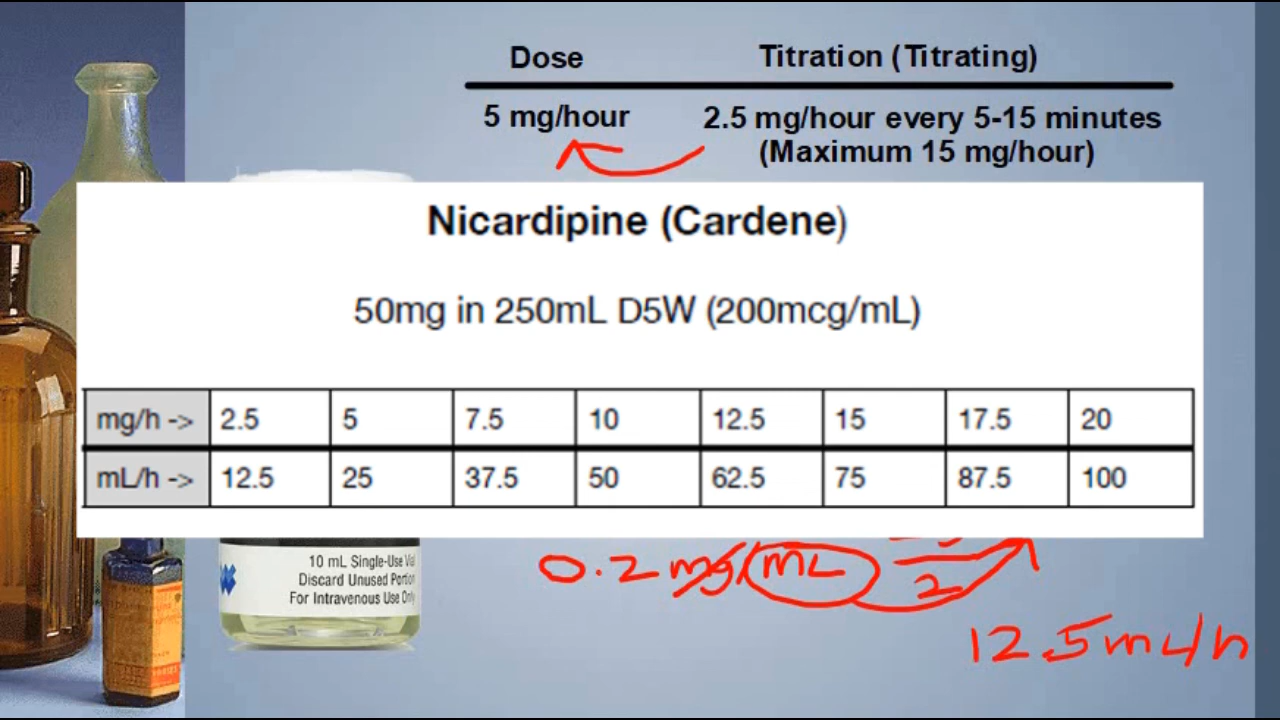 Dose Titration (Titrating)
5 mg/hour 2.5 mg/hour every 5-15 minutes
(Maximum 15 mg/hour)
Nicardipine (Cardene)
50mg in 250mL D5W (200mcg/mL)
mg/h -> 2.5 5 7.5 10 12.5 15 17.5 20
mL/h -> 12.5 25 37.5 50 62.5 75 87.5 100
10 mL Single-Use
Discard Unused Portion
For Intravenous Use Only
0.2 mg/mL 2
12.5 mL/h